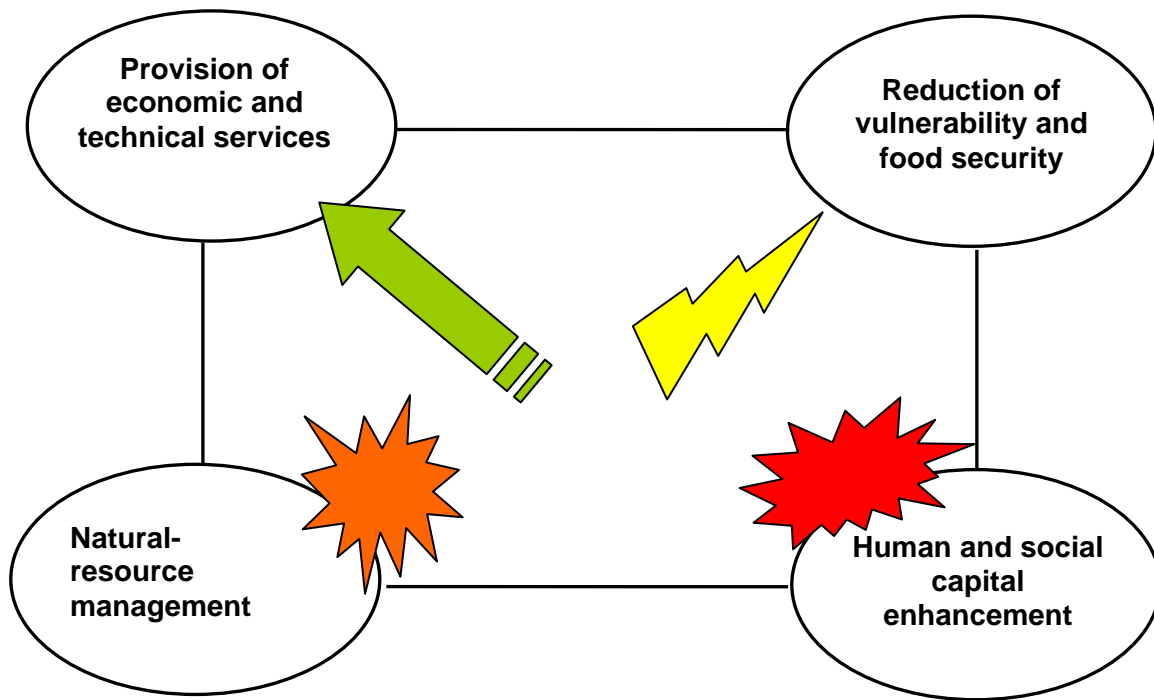 Provision of
economic and
technical services
Reduction of
vulnerability and
food security
Natural-
resource
management
Human and social
capital
enhancement